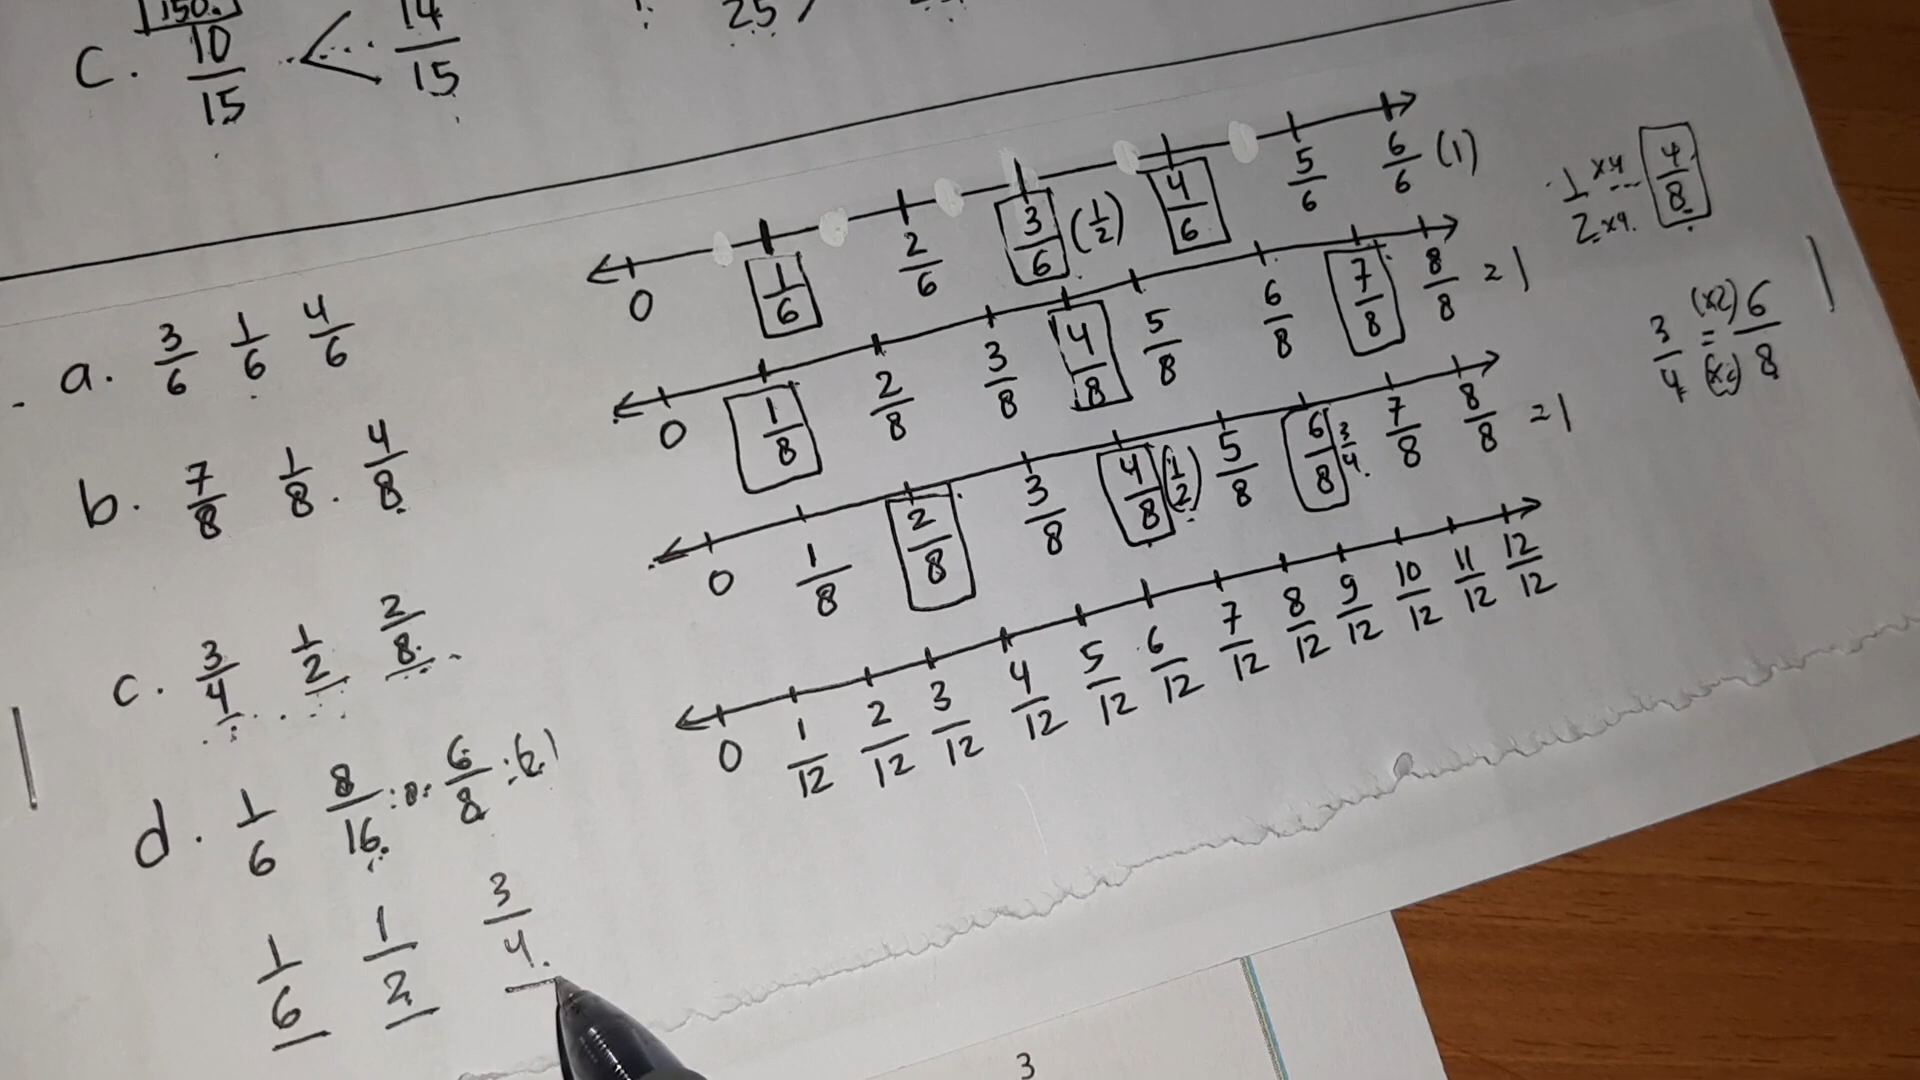 150.
c. 10/15 < 14/15
25
a. 3/6 1/6 4/6
0 1/6 2/6 3/6 (1/2) 4/6 5/6 6/6 (1)
1/2 x4 x4 4/8
b. 7/8 1/8 . 4/8
0 1/8 2/8 3/8 4/8 5/8 6/8 7/8 8/8 = 1
3/4 (x2) = 6/8
c. 3/4 1/2 2/8
0 1/8 2/8 3/8 4/8 (1/2) 5/8 6/8 3/4 7/8 8/8 = 1
d. 1/6 8/16 6/8
0 1/12 2/12 3/12 4/12 5/12 6/12 7/12 8/12 9/12 10/12 11/12 12/12
1/6 1/2 3/4
3